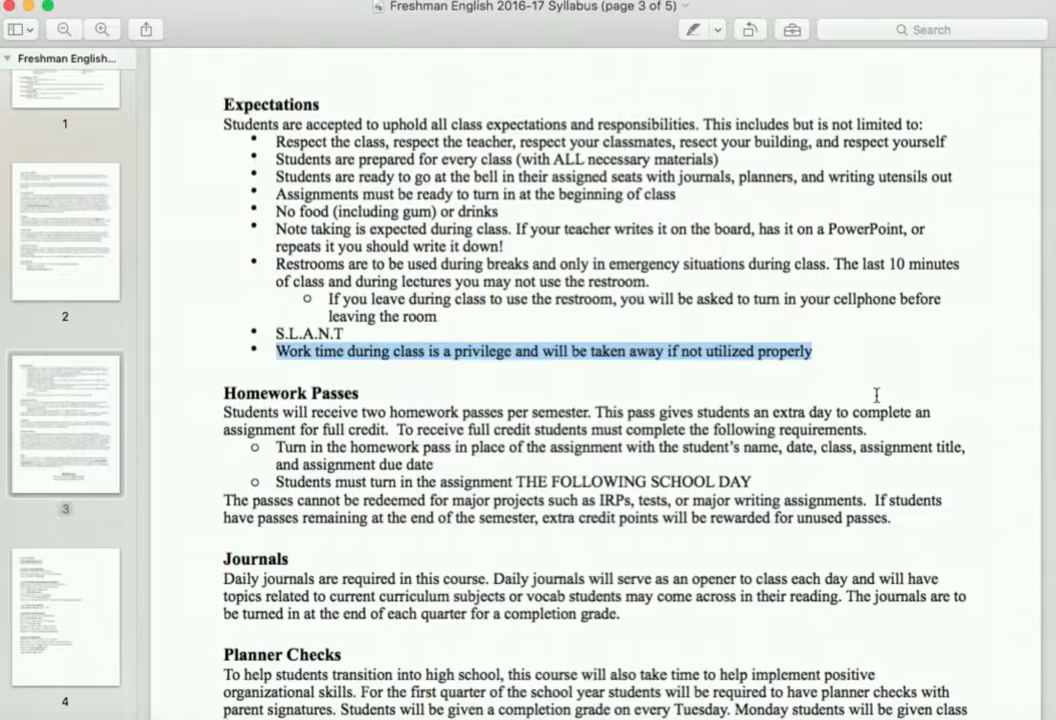 Freshman English 2016-17 Syllabus (page 3 of 5)
Search
Freshman English...
1
2
3
4
Expectations
Students are accepted to uphold all class expectations and responsibilities. This includes but is not limited to:
• Respect the class, respect the teacher, respect your classmates, resect your building, and respect yourself
• Students are prepared for every class (with ALL necessary materials)
• Students are ready to go at the bell in their assigned seats with journals, planners, and writing utensils out
• Assignments must be ready to turn in at the beginning of class
• No food (including gum) or drinks
• Note taking is expected during class. If your teacher writes it on the board, has it on a PowerPoint, or
repeats it you should write it down!
• Restrooms are to be used during breaks and only in emergency situations during class. The last 10 minutes
of class and during lectures you may not use the restroom.
o If you leave during class to use the restroom, you will be asked to turn in your cellphone before
leaving the room
• S.L.A.N.T
• Work time during class is a privilege and will be taken away if not utilized properly
Homework Passes
Students will receive two homework passes per semester. This pass gives students an extra day to complete an
assignment for full credit. To receive full credit students must complete the following requirements.
o Turn in the homework pass in place of the assignment with the student's name, date, class, assignment title,
and assignment due date
o Students must turn in the assignment THE FOLLOWING SCHOOL DAY
The passes cannot be redeemed for major projects such as IRPs, tests, or major writing assignments. If students
have passes remaining at the end of the semester, extra credit points will be rewarded for unused passes.
Journals
Daily journals are required in this course. Daily journals will serve as an opener to class each day and will have
topics related to current curriculum subjects or vocab students may come across in their reading. The journals are to
be turned in at the end of each quarter for a completion grade.
Planner Checks
To help students transition into high school, this course will also take time to help implement positive
organizational skills. For the first quarter of the school year students will be required to have planner checks with
parent signatures. Students will be given a completion grade on every Tuesday. Monday students will be given class